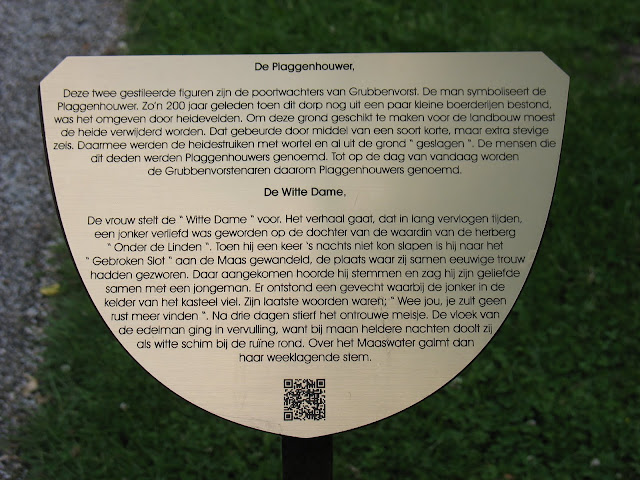 De Plaggenhouwer,
Deze twee gestileerde figuren zijn de poortwachters van Grubbenvorst. De man symboliseert de
Plaggenhouwer. Zo'n 200 jaar geleden toen dit dorp nog uit een paar kleine boerderijen bestond,
was het omgeven door heidevelden. Om deze grond geschikt te maken voor de landbouw moest
de heide verwijderd worden. Dat gebeurde door middel van een soort korte, maar extra stevige
zeis. Daarmee werden de heidestruiken met wortel en al uit de grond " geslagen ". De mensen die
dit deden werden Plaggenhouwers genoemd. Tot op de dag van vandaag worden
de Grubbenvorstenaren daarom Plaggenhouwers genoemd.
De Witte Dame,
De vrouw stelt de " Witte Dame " voor. Het verhaal gaat, dat in lang vervlogen tijden,
een jonker verliefd was geworden op de dochter van de waardin van de herberg
" Onder de Linden ". Toen hij een keer 's nachts niet kon slapen is hij naar het
" Gebroken Slot " aan de Maas gewandeld, de plaats waar zij samen eeuwige trouw
hadden gezworen. Daar aangekomen hoorde hij stemmen en zag hij zijn geliefde
samen met een jongeman. Er ontstond een gevecht waarbij de jonker in de
kelder van het kasteel viel. Zijn laatste woorden waren; " Wee jou, je zult geen
rust meer vinden ". Na drie dagen stierf het ontrouwe meisje. De vloek van
de edelman ging in vervulling, want bij maan heldere nachten doolt zij
als witte schim bij de ruïne rond. Over het Maaswater galmt dan
haar weeklagende stem.